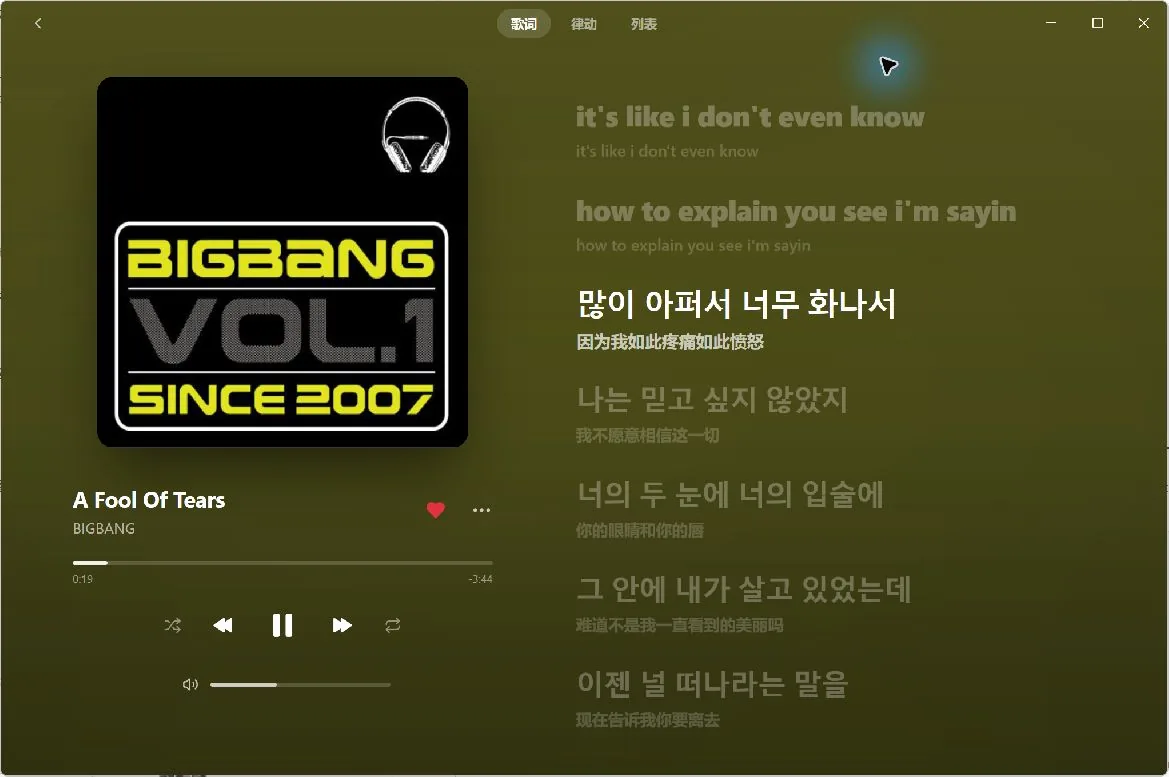 歌词
律动
列表
BIGBANG
VOL.1
SINCE 2007
A Fool Of Tears
BIGBANG
0:19
-3:44
it's like i don't even know
it's like i don't even know
how to explain you see i'm sayin
how to explain you see i'm sayin
많이 아퍼서 너무 화나서
因为我如此疼痛如此愤怒
나는 믿고 싶지 않았지
我不愿意相信这一切
너의 두 눈에 너의 입술에
你的眼睛和你的唇
그 안에 내가 살고 있었는데
难道不是我一直看到的美丽吗
이젠 널 떠나라는 말을
现在告诉我你要离去